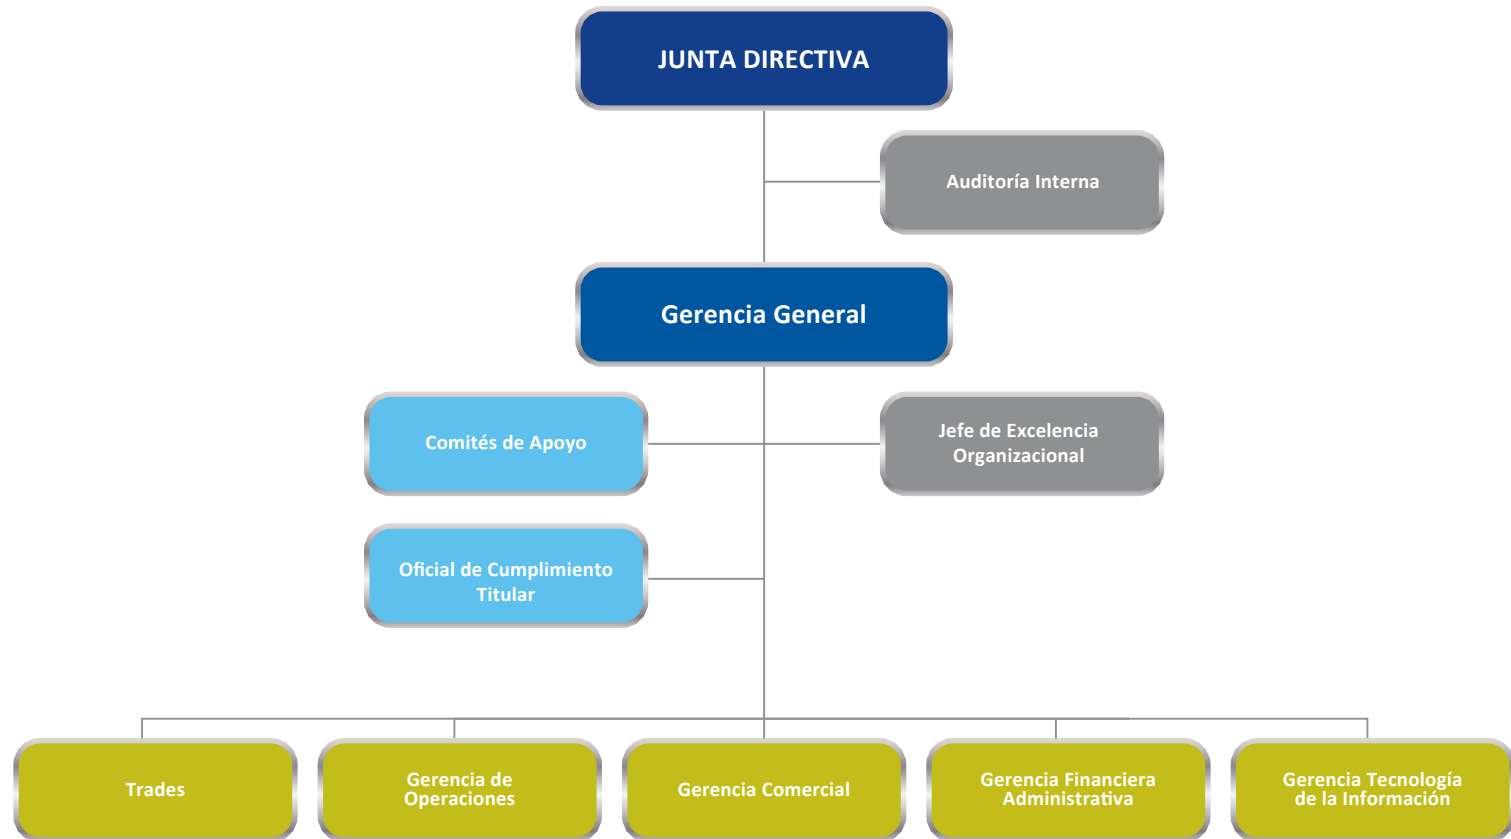 JUNTA DIRECTIVA
Auditoría Interna
Gerencia General
Comités de Apoyo
Jefe de Excelencia
Organizacional
Oficial de Cumplimiento
Titular
Trades
Gerencia de
Operaciones
Gerencia Comercial
Gerencia Financiera
Administrativa
Gerencia Tecnología
de la Información